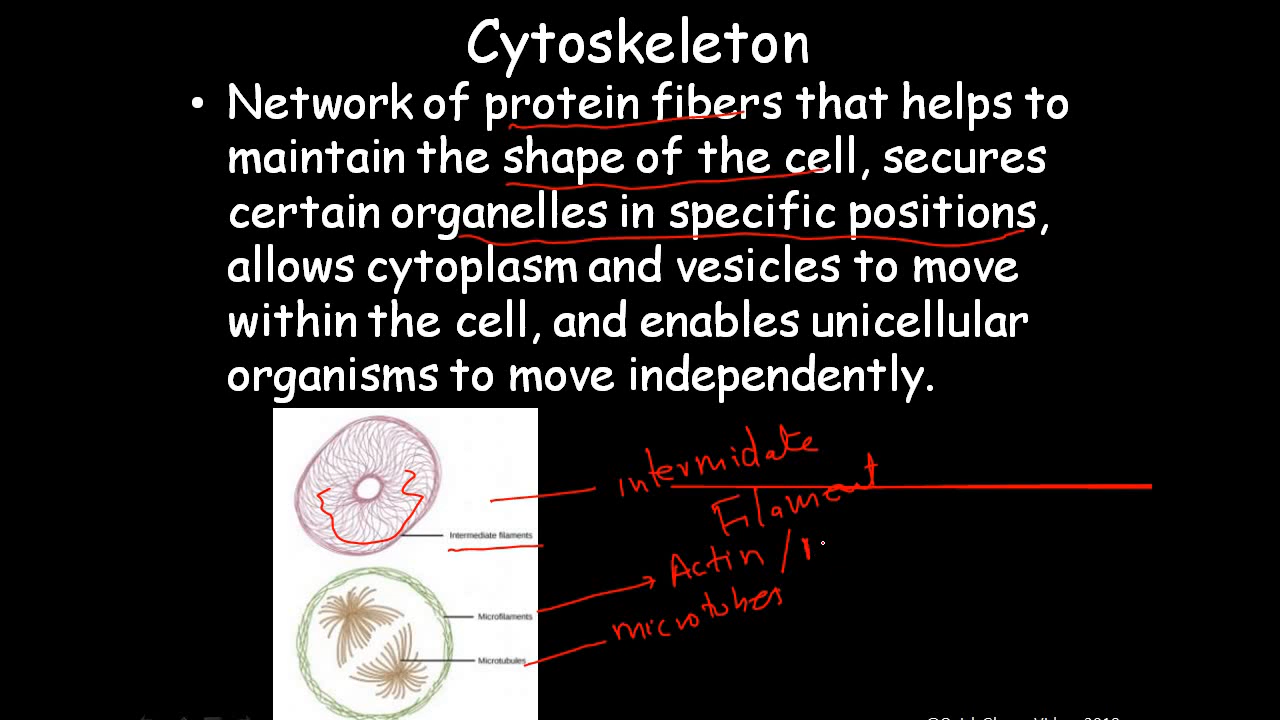 Cytoskeleton
• Network of protein fibers that helps to
maintain the shape of the cell, secures
certain organelles in specific positions,
allows cytoplasm and vesicles to move
within the cell, and enables unicellular
organisms to move independently.
intermidate
Filament
Intermediate filaments
Actin /
Microfilaments
microtubes
Microtubules